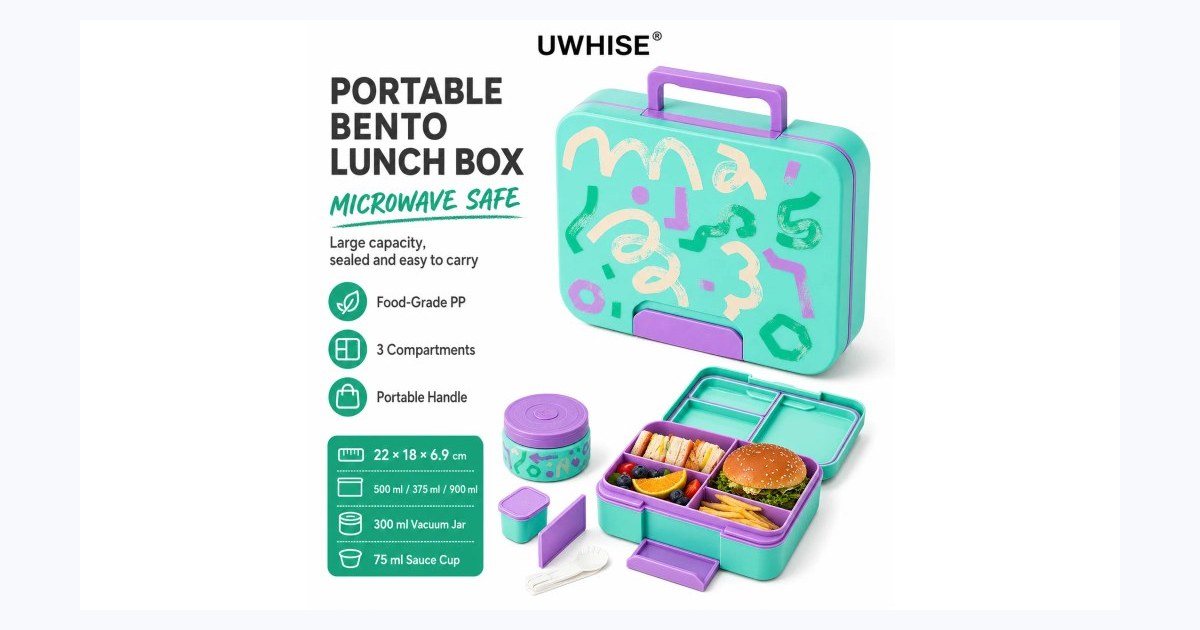 UWHISE®
PORTABLE
BENTO
LUNCH BOX
MICROWAVE SAFE
Large capacity,
sealed and easy to carry
Food-Grade PP
3 Compartments
Portable Handle
22 × 18 × 6.9 cm
500 ml / 375 ml / 900 ml
300 ml Vacuum Jar
75 ml Sauce Cup